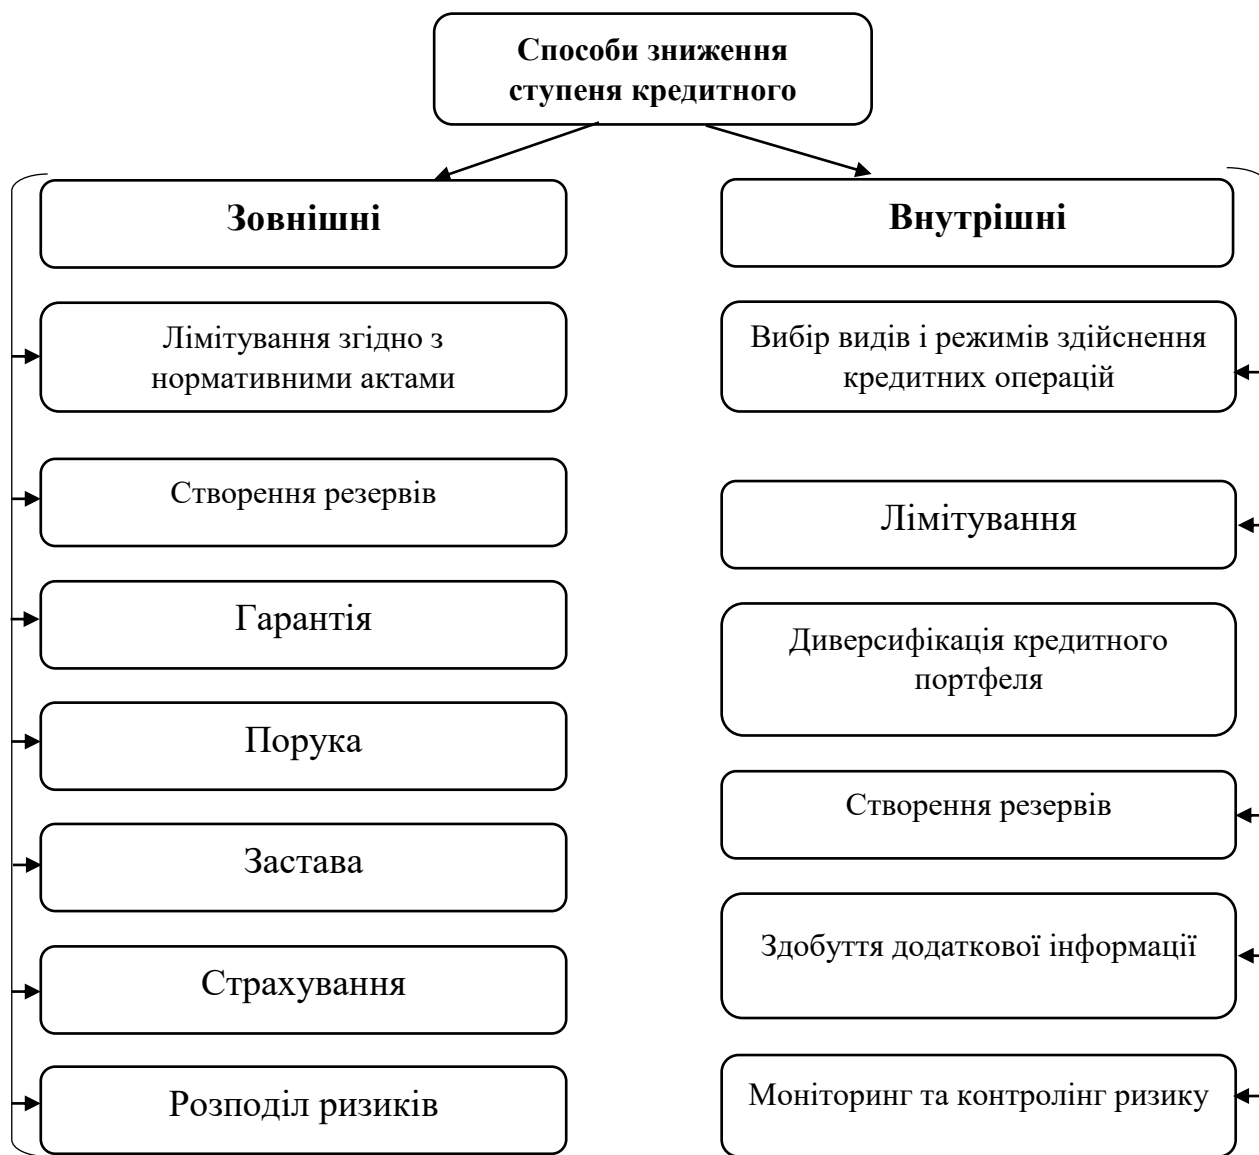 Способи зниження
ступеня кредитного
Зовнішні
Лімітування згідно з
нормативними актами
Створення резервів
Гарантія
Порука
Застава
Страхування
Розподіл ризиків
Внутрішні
Вибір видів і режимів здійснення
кредитних операцій
Лімітування
Диверсифікація кредитного
портфеля
Створення резервів
Здобуття додаткової інформації
Моніторинг та контролінг ризику